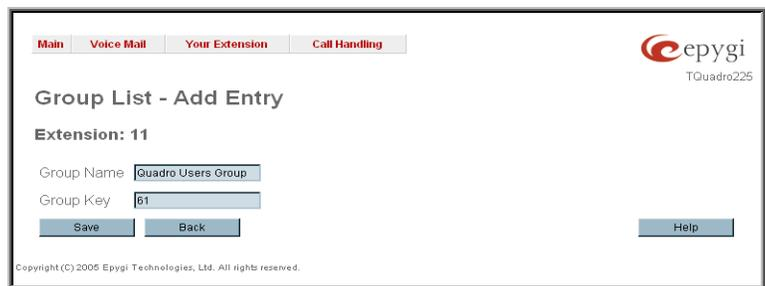 Main Voice Mail Your Extension Call Handling
epygi
TQuadro225
Group List - Add Entry
Extension: 11
Group Name Quadro Users Group
Group Key 61
Save Back Help
Copyright (C) 2005 Epygi Technologies, Ltd. All rights reserved.